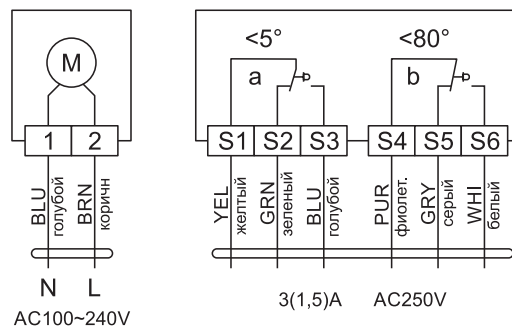 M
1 2
BLU голубой
BRN коричн
N L
AC100~240V
<5° <80°
a b
S1 S2 S3 S4 S5 S6
YEL желтый
GRN зеленый
BLU голубой
PUR фиолет.
GRY серый
WHI белый
3(1,5)A AC250V